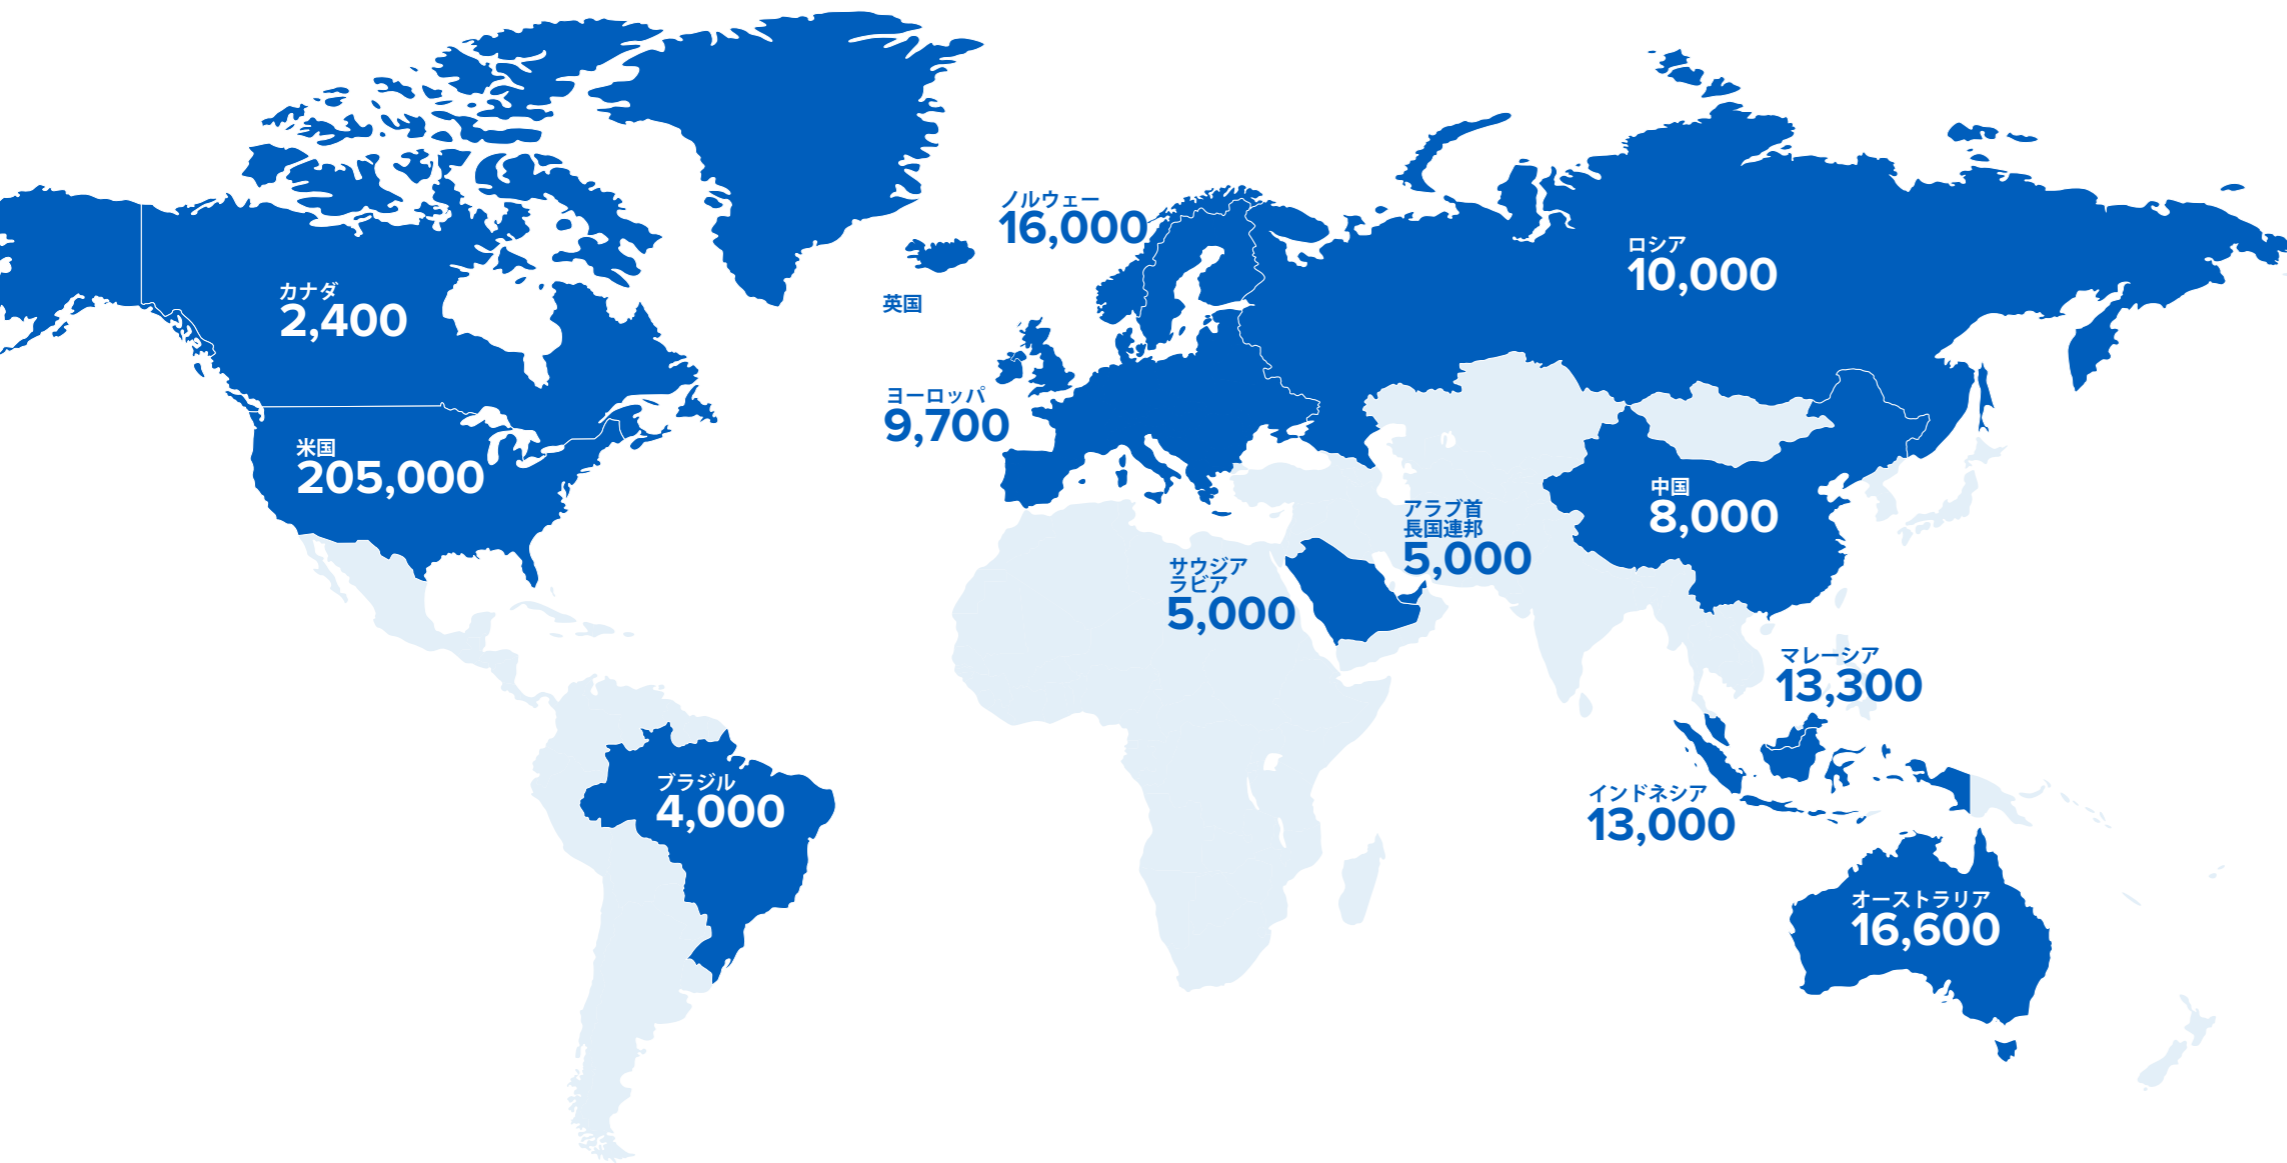 ノルウェー
16,000
ロシア
10,000
カナダ
2,400
英国
ヨーロッパ
9,700
米国
205,000
中国
8,000
アラブ首
長国連邦
5,000
サウジア
ラビア
5,000
マレーシア
13,300
ブラジル
4,000
インドネシア
13,000
オーストラリア
16,600